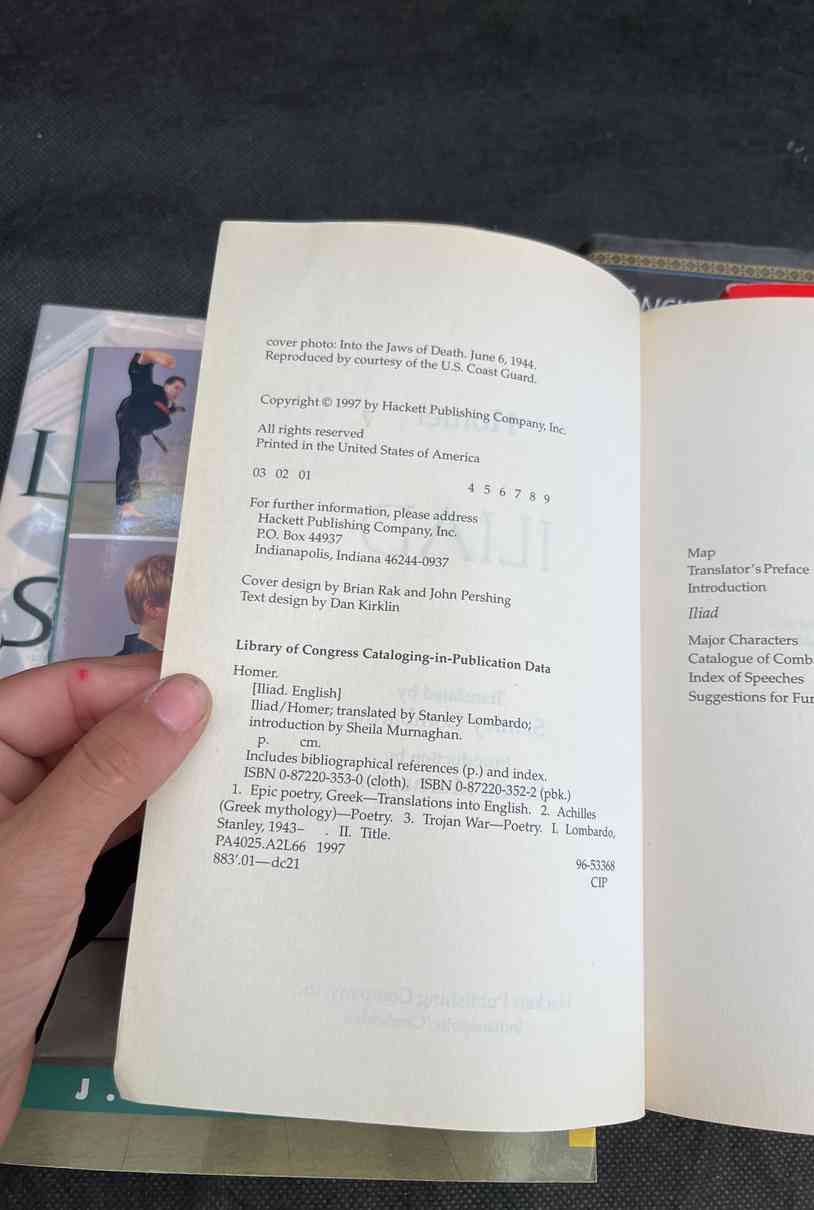 cover photo: Into the Jaws of Death. June 6, 1944.
Reproduced by courtesy of the U.S. Coast Guard.
Copyright © 1997 by Hackett Publishing Company, Inc.
All rights reserved
Printed in the United States of America
03 02 01 4 5 6 7 8 9
For further information, please address
Hackett Publishing Company, Inc.
P.O. Box 44937
Indianapolis, Indiana 46244-0937
Cover design by Brian Rak and John Pershing
Text design by Dan Kirklin
Library of Congress Cataloging-in-Publication Data
Homer.
[Iliad. English]
Iliad/Homer; translated by Stanley Lombardo;
introduction by Sheila Murnaghan.
p. cm.
Includes bibliographical references (p.) and index.
ISBN 0-87220-353-0 (cloth). ISBN 0-87220-352-2 (pbk.)
1. Epic poetry, Greek—Translations into English. 2. Achilles
(Greek mythology)—Poetry. 3. Trojan War—Poetry. I. Lombardo,
Stanley, 1943– . II. Title.
PA4025.A2L66 1997
883'.01—dc21 96-53368
CIP
Map
Translator's Preface
Introduction
Iliad
Major Characters
Catalogue of Comb
Index of Speeches
Suggestions for Fur
L
S
J.